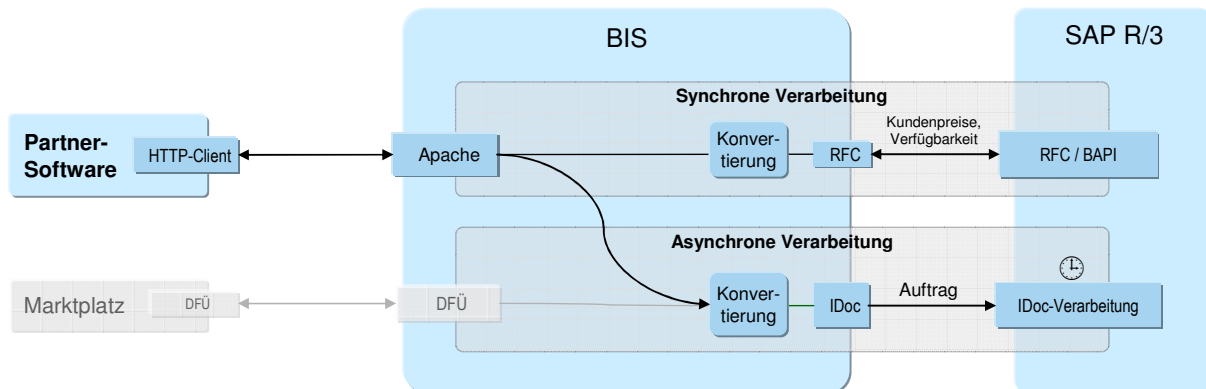 BIS
SAP R/3
Synchrone Verarbeitung
Partner-
Software
HTTP-Client
Apache
Konver-
tierung
RFC
Kundenpreise,
Verfügbarkeit
RFC / BAPI
Asynchrone Verarbeitung
Marktplatz
DFÜ
DFÜ
Konver-
tierung
IDoc
Auftrag
IDoc-Verarbeitung